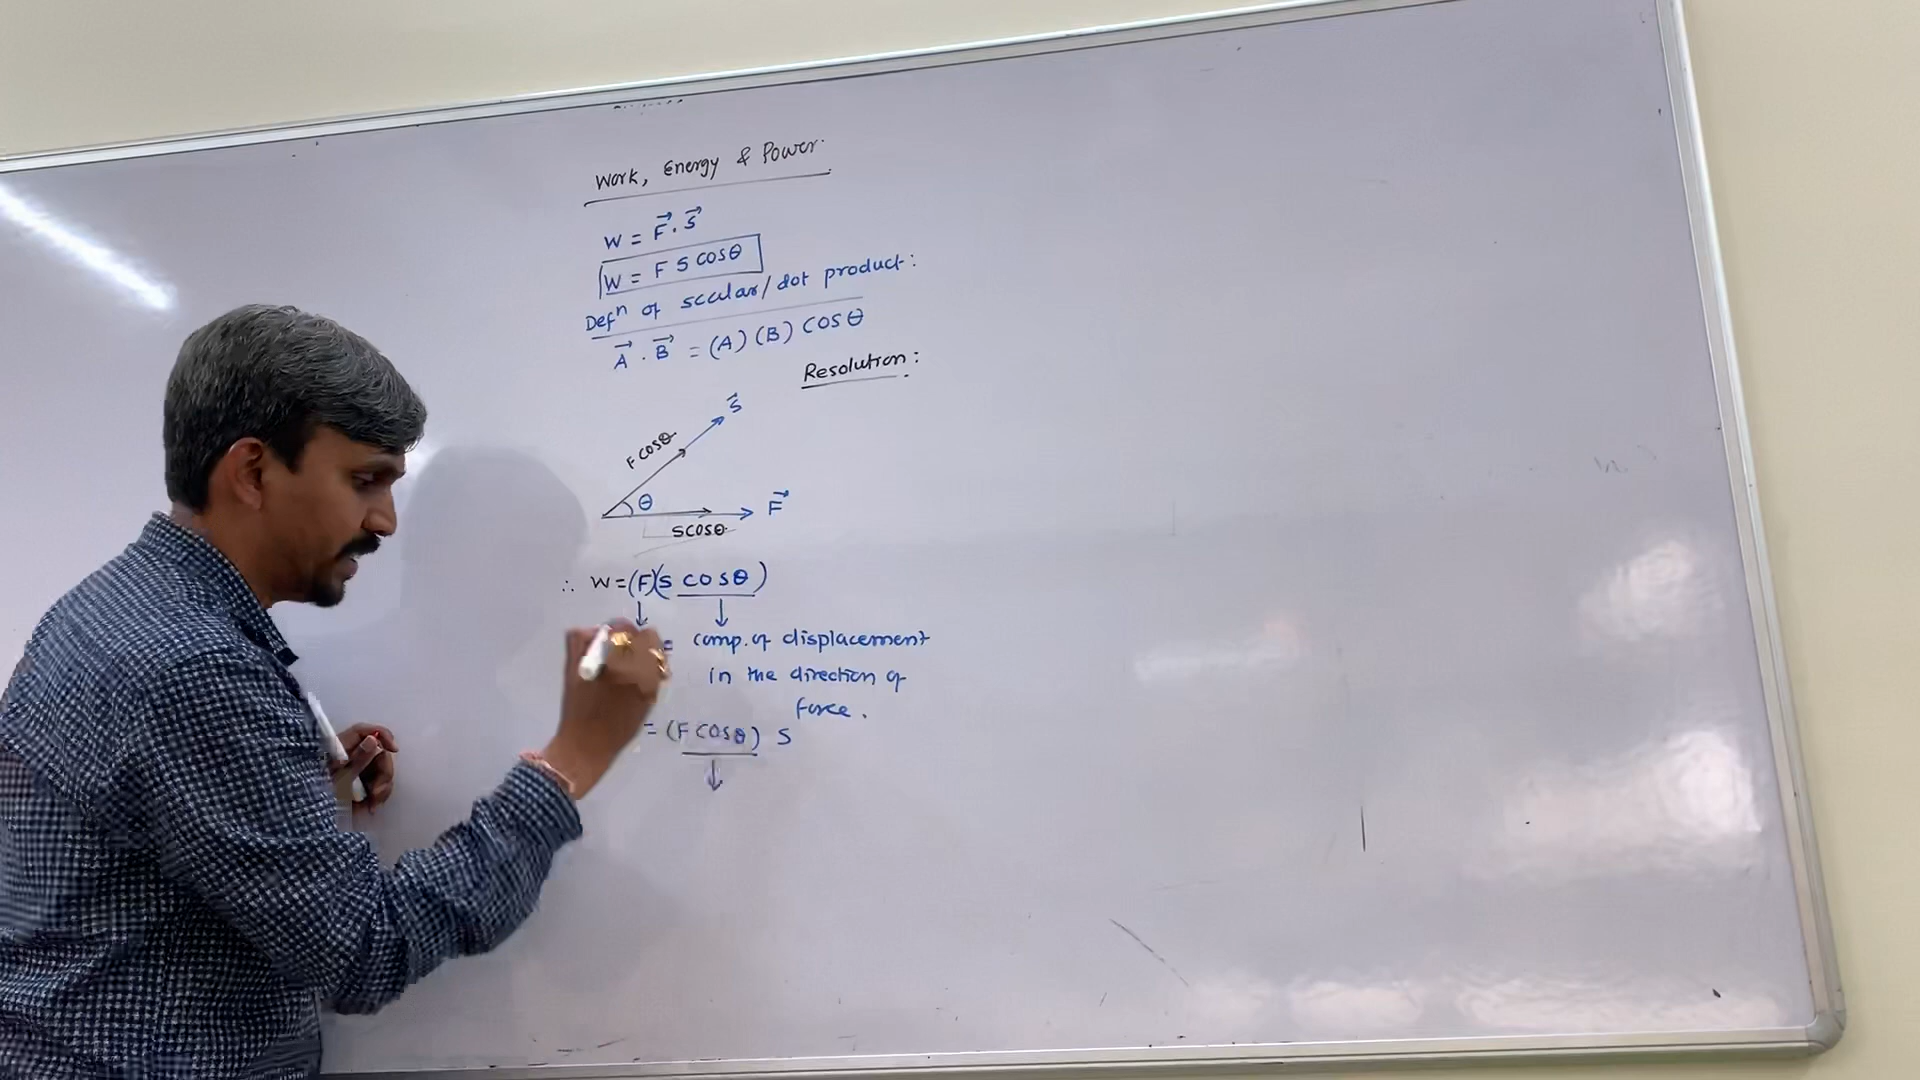 Work, Energy & Power.
W = F⃗ . S⃗
W = F S cosθ
Defⁿ of scalar/dot product:
A⃗ . B⃗ = (A) (B) cosθ
Resolution:
S⃗
F cosθ
θ
F⃗
S cosθ
∴ W = (F)(S cosθ)
↓ ↓
= comp. of displacement
in the direction of
force.
= (F cosθ) S
↓